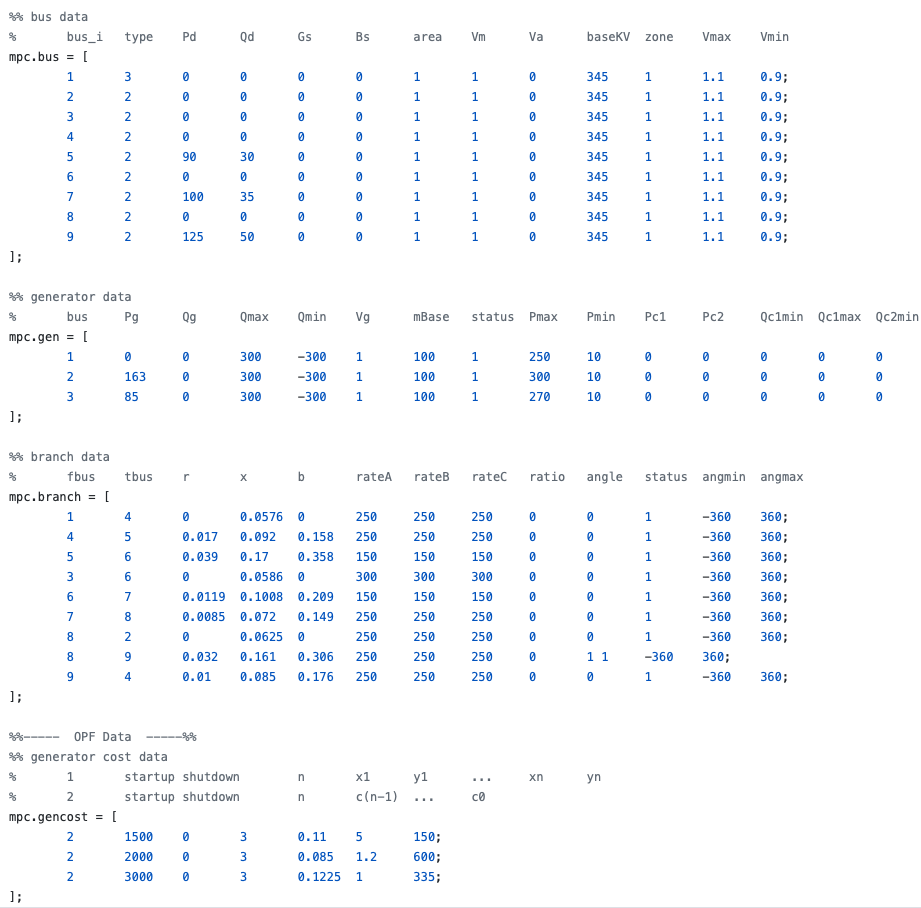 %% bus data
% bus_i type Pd Qd Gs Bs area Vm Va baseKV zone Vmax Vmin
mpc.bus = [
1 3 0 0 0 0 1 1 0 345 1 1.1 0.9;
2 2 0 0 0 0 1 1 0 345 1 1.1 0.9;
3 2 0 0 0 0 1 1 0 345 1 1.1 0.9;
4 2 0 0 0 0 1 1 0 345 1 1.1 0.9;
5 2 90 30 0 0 1 1 0 345 1 1.1 0.9;
6 2 0 0 0 0 1 1 0 345 1 1.1 0.9;
7 2 100 35 0 0 1 1 0 345 1 1.1 0.9;
8 2 0 0 0 0 1 1 0 345 1 1.1 0.9;
9 2 125 50 0 0 1 1 0 345 1 1.1 0.9;
];
%% generator data
% bus Pg Qg Qmax Qmin Vg mBase status Pmax Pmin Pc1 Pc2 Qc1min Qc1max Qc2min
mpc.gen = [
1 0 0 300 -300 1 100 1 250 10 0 0 0 0 0
2 163 0 300 -300 1 100 1 300 10 0 0 0 0 0
3 85 0 300 -300 1 100 1 270 10 0 0 0 0 0
];
%% branch data
% fbus tbus r x b rateA rateB rateC ratio angle status angmin angmax
mpc.branch = [
1 4 0 0.0576 0 250 250 250 0 0 1 -360 360;
4 5 0.017 0.092 0.158 250 250 250 0 0 1 -360 360;
5 6 0.039 0.17 0.358 150 150 150 0 0 1 -360 360;
3 6 0 0.0586 0 300 300 300 0 0 1 -360 360;
6 7 0.0119 0.1008 0.209 150 150 150 0 0 1 -360 360;
7 8 0.0085 0.072 0.149 250 250 250 0 0 1 -360 360;
8 2 0 0.0625 0 250 250 250 0 0 1 -360 360;
8 9 0.032 0.161 0.306 250 250 250 0 1 1 -360 360;
9 4 0.01 0.085 0.176 250 250 250 0 0 1 -360 360;
];
%%----- OPF Data -----%%
%% generator cost data
% 1 startup shutdown n x1 y1 ... xn yn
% 2 startup shutdown n c(n-1) ... c0
mpc.gencost = [
2 1500 0 3 0.11 5 150;
2 2000 0 3 0.085 1.2 600;
2 3000 0 3 0.1225 1 335;
];